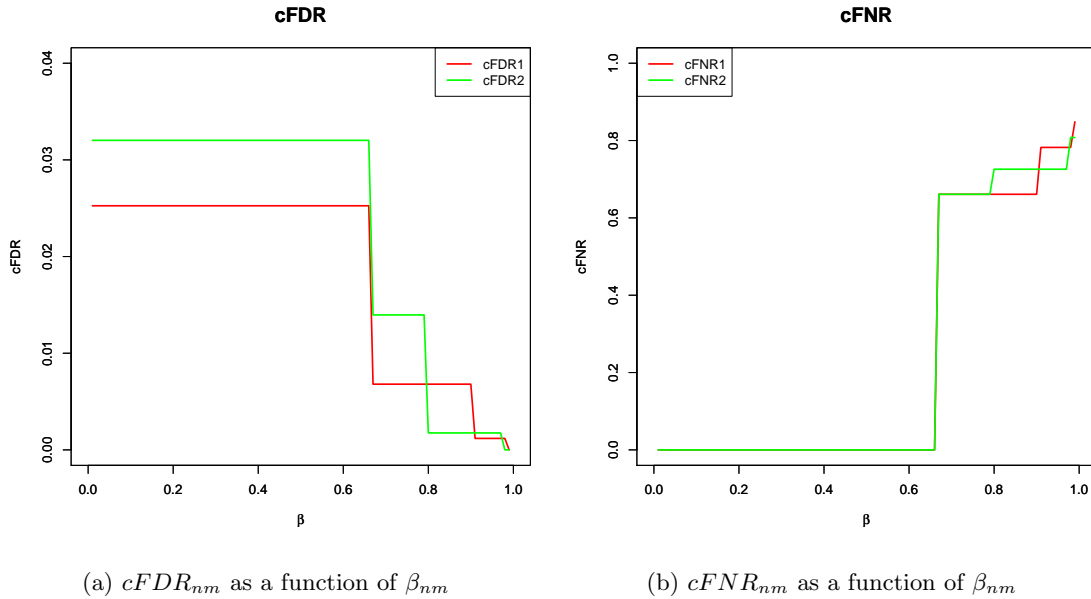 cFDR
cFDR1
cFDR2
cFDR
0.00
0.01
0.02
0.03
0.04
0.0
0.2
0.4
0.6
0.8
1.0
β
(a) cFDR_nm as a function of β_nm
cFNR
cFNR1
cFNR2
cFNR
0.0
0.2
0.4
0.6
0.8
1.0
0.0
0.2
0.4
0.6
0.8
1.0
β
(b) cFNR_nm as a function of β_nm